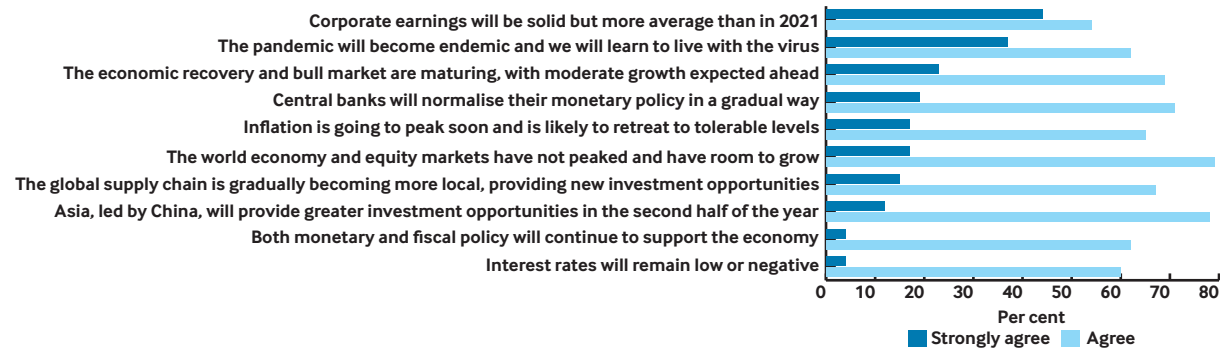 Corporate earnings will be solid but more average than in 2021
The pandemic will become endemic and we will learn to live with the virus
The economic recovery and bull market are maturing, with moderate growth expected ahead
Central banks will normalise their monetary policy in a gradual way
Inflation is going to peak soon and is likely to retreat to tolerable levels
The world economy and equity markets have not peaked and have room to grow
The global supply chain is gradually becoming more local, providing new investment opportunities
Asia, led by China, will provide greater investment opportunities in the second half of the year
Both monetary and fiscal policy will continue to support the economy
Interest rates will remain low or negative
0 10 20 30 40 50 60 70 80
Per cent
Strongly agree Agree